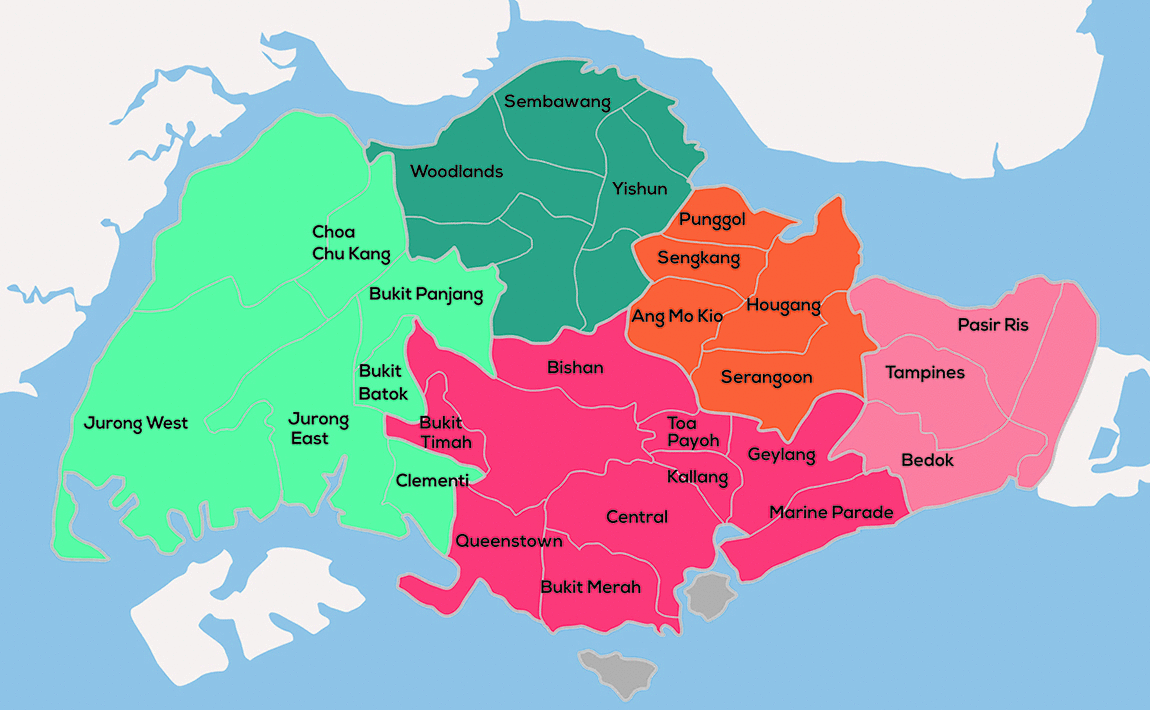 Sembawang
Woodlands
Yishun
Punggol
Choa
Chu Kang
Sengkang
Bukit Panjang
Hougang
Ang Mo Kio
Pasir Ris
Bishan
Bukit
Batok
Tampines
Serangoon
Jurong West
Jurong
East
Bukit
Timah
Toa
Payoh
Geylang
Bedok
Clementi
Kallang
Marine Parade
Central
Queenstown
Bukit Merah